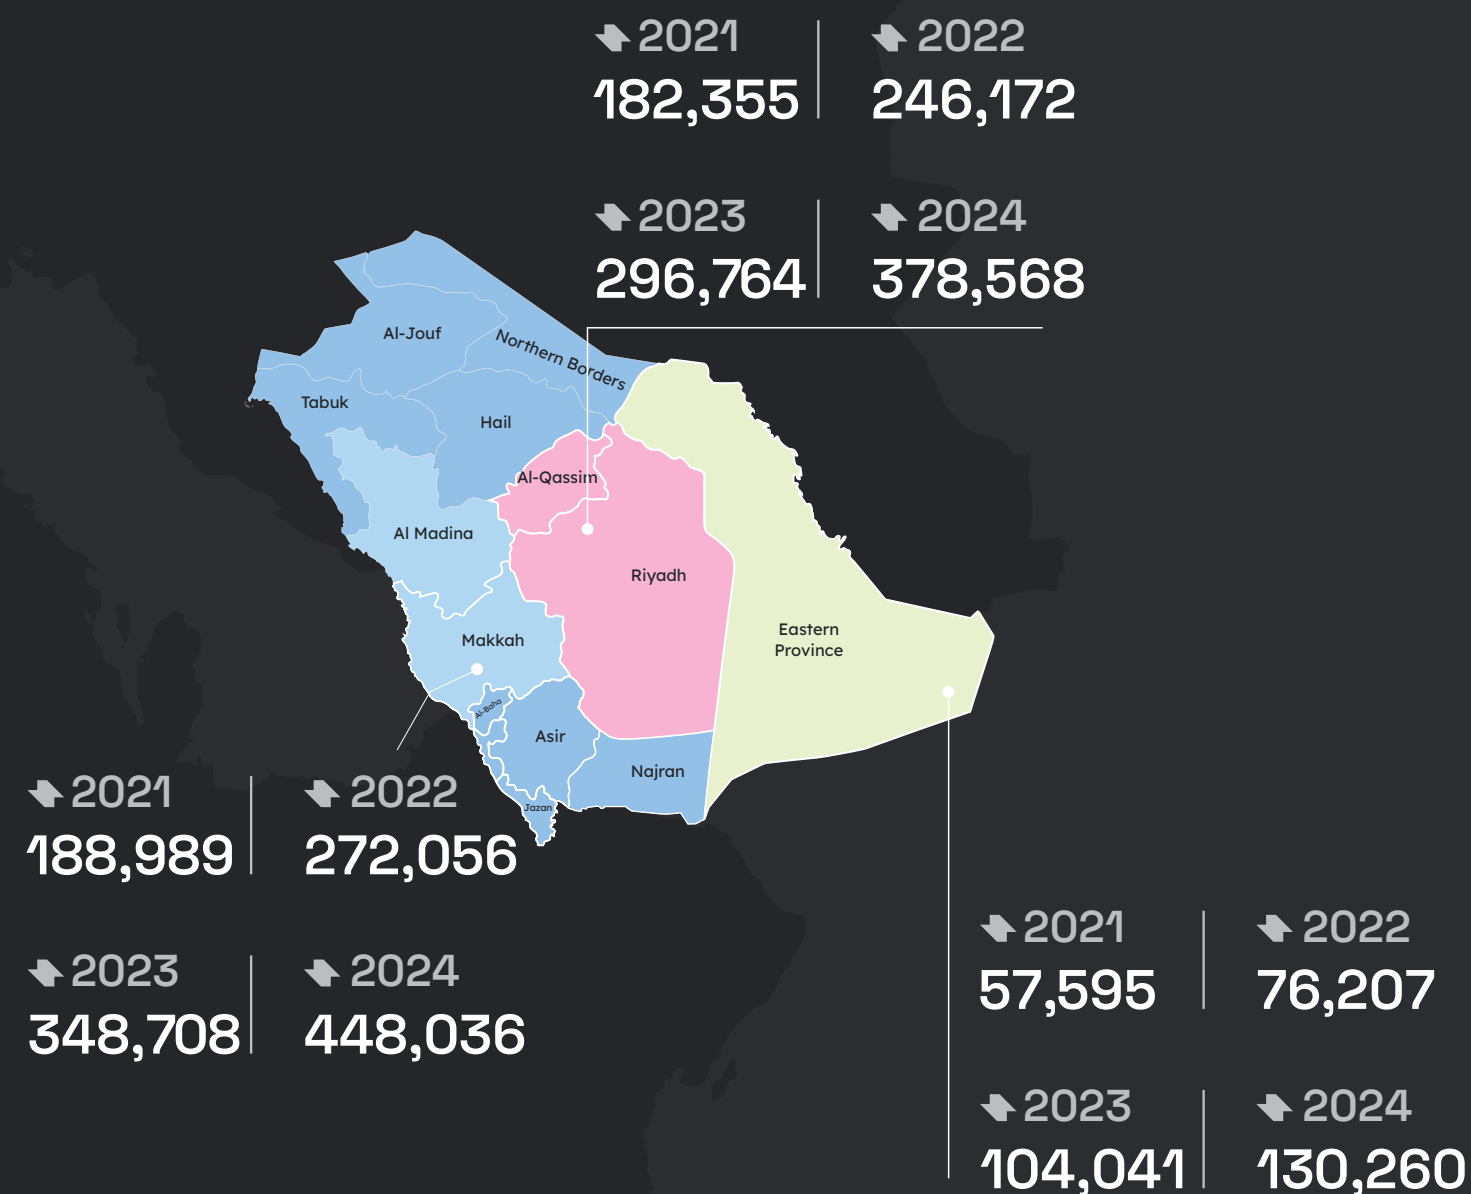 2021
2022
182,355
246,172
2023
2024
296,764
378,568
Al-Jouf
Northern Borders
Tabuk
Hail
Al-Qassim
Al Madina
Riyadh
Makkah
Eastern
Province
Al-Baha
Asir
Najran
Jazan
2021
2022
188,989
272,056
2023
2024
348,708
448,036
2021
2022
57,595
76,207
2023
2024
104,041
130,260